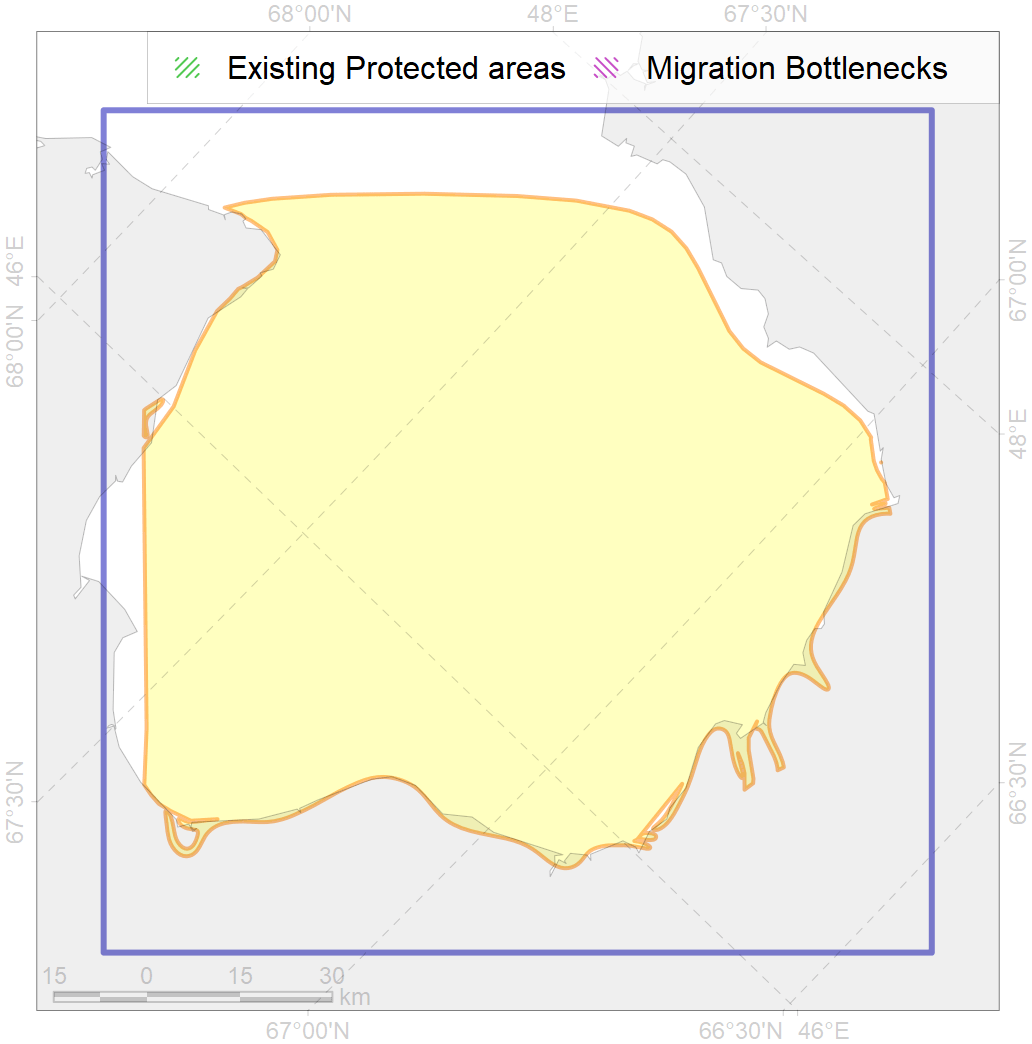 68°00'N 48°E 67°30'N
Existing Protected areas Migration Bottlenecks
46°E
67°00'N
68°00'N
48°E
67°30'N
66°30'N
15 0 15 30
km
67°00'N 66°30'N 46°E